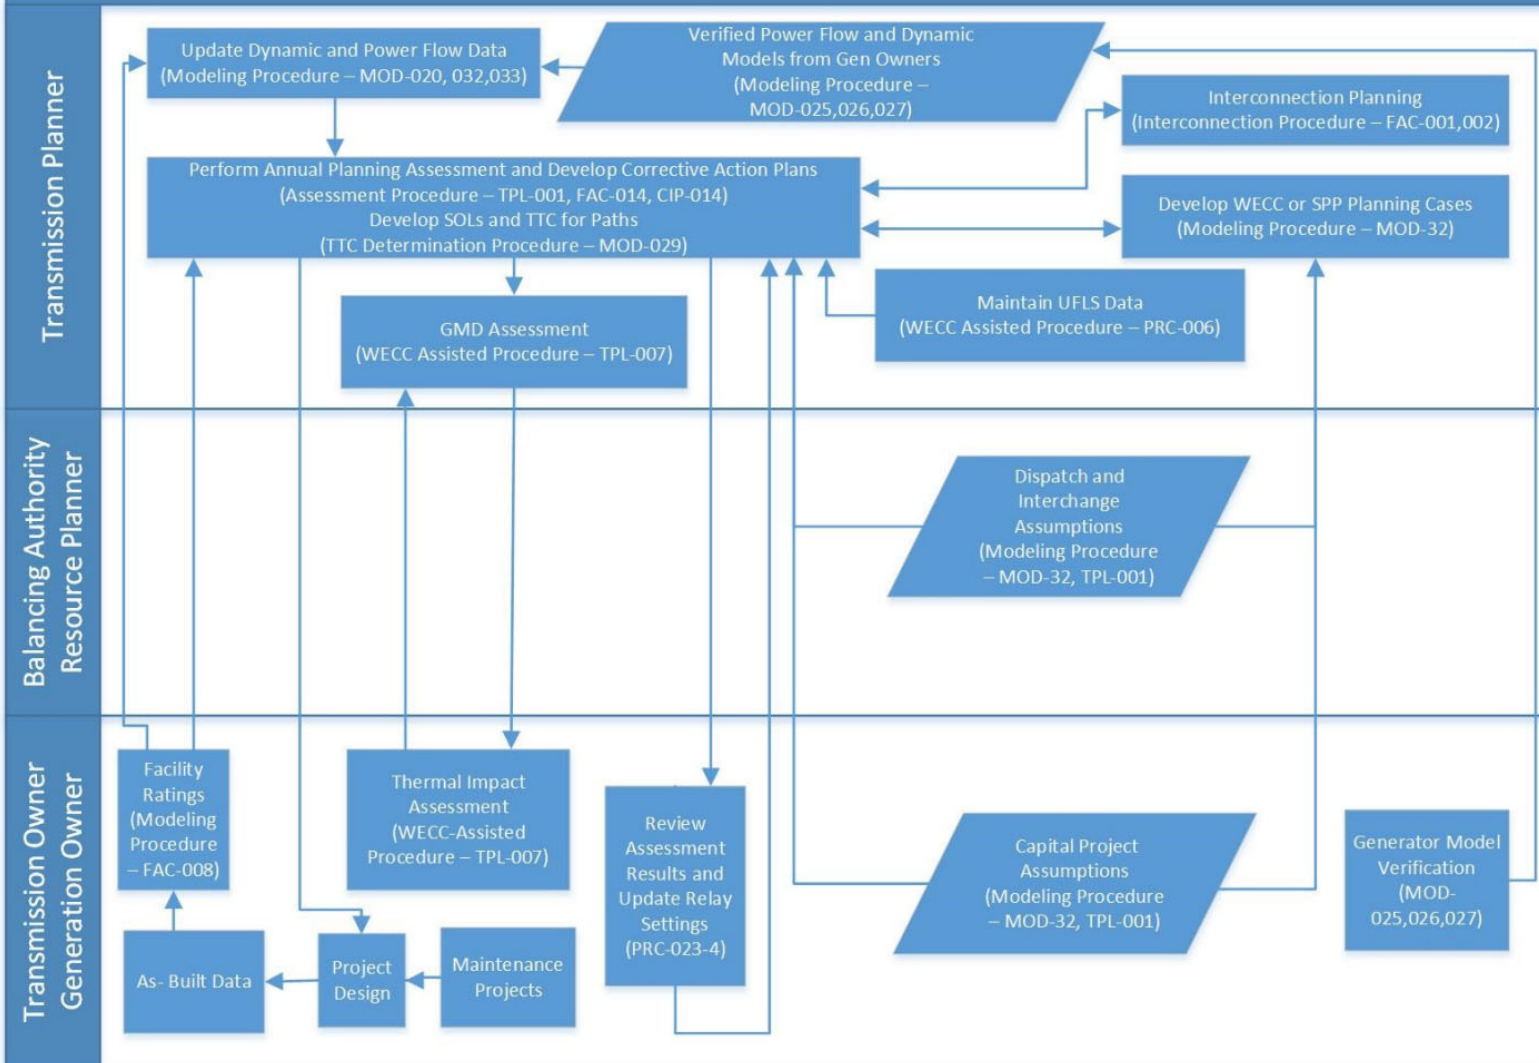 Transmission Planner
Update Dynamic and Power Flow Data
(Modeling Procedure – MOD-020, 032,033)
Verified Power Flow and Dynamic
Models from Gen Owners
(Modeling Procedure –
MOD-025,026,027)
Interconnection Planning
(Interconnection Procedure – FAC-001,002)
Perform Annual Planning Assessment and Develop Corrective Action Plans
(Assessment Procedure – TPL-001, FAC-014, CIP-014)
Develop SOLs and TTC for Paths
(TTC Determination Procedure – MOD-029)
Develop WECC or SPP Planning Cases
(Modeling Procedure – MOD-32)
GMD Assessment
(WECC Assisted Procedure – TPL-007)
Maintain UFLS Data
(WECC Assisted Procedure – PRC-006)
Balancing Authority
Resource Planner
Dispatch and
Interchange
Assumptions
(Modeling Procedure
– MOD-32, TPL-001)
Transmission Owner
Generation Owner
Facility
Ratings
(Modeling
Procedure
– FAC-008)
Thermal Impact
Assessment
(WECC-Assisted
Procedure – TPL-007)
Review
Assessment
Results and
Update Relay
Settings
(PRC-023-4)
Capital Project
Assumptions
(Modeling Procedure
– MOD-32, TPL-001)
Generator Model
Verification
(MOD-
025,026,027)
As- Built Data
Project
Design
Maintenance
Projects